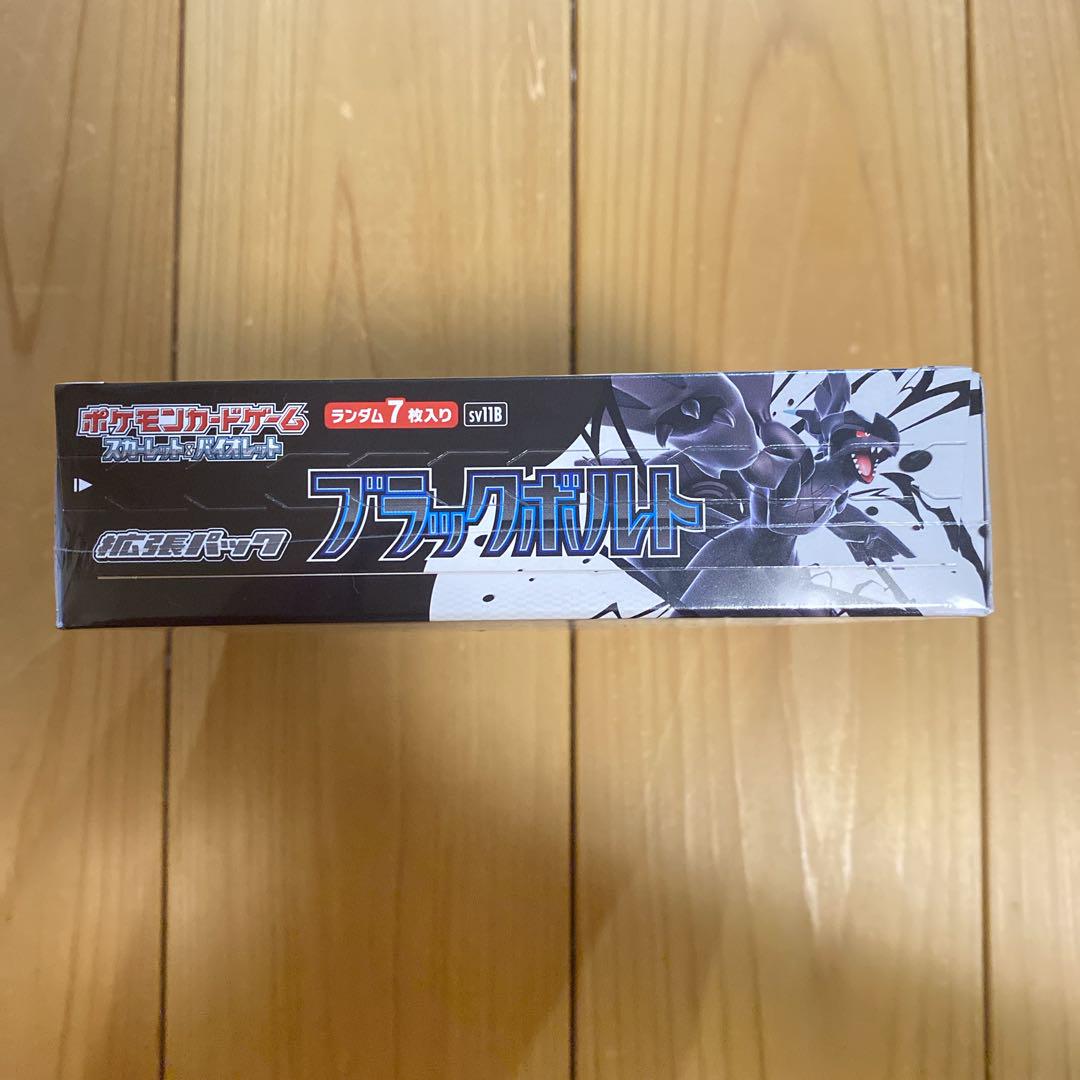 ポケモンカードゲーム
スカーレット&バイオレット
ランダム7枚入り
sv11B
ブラックボルト
拡張パック